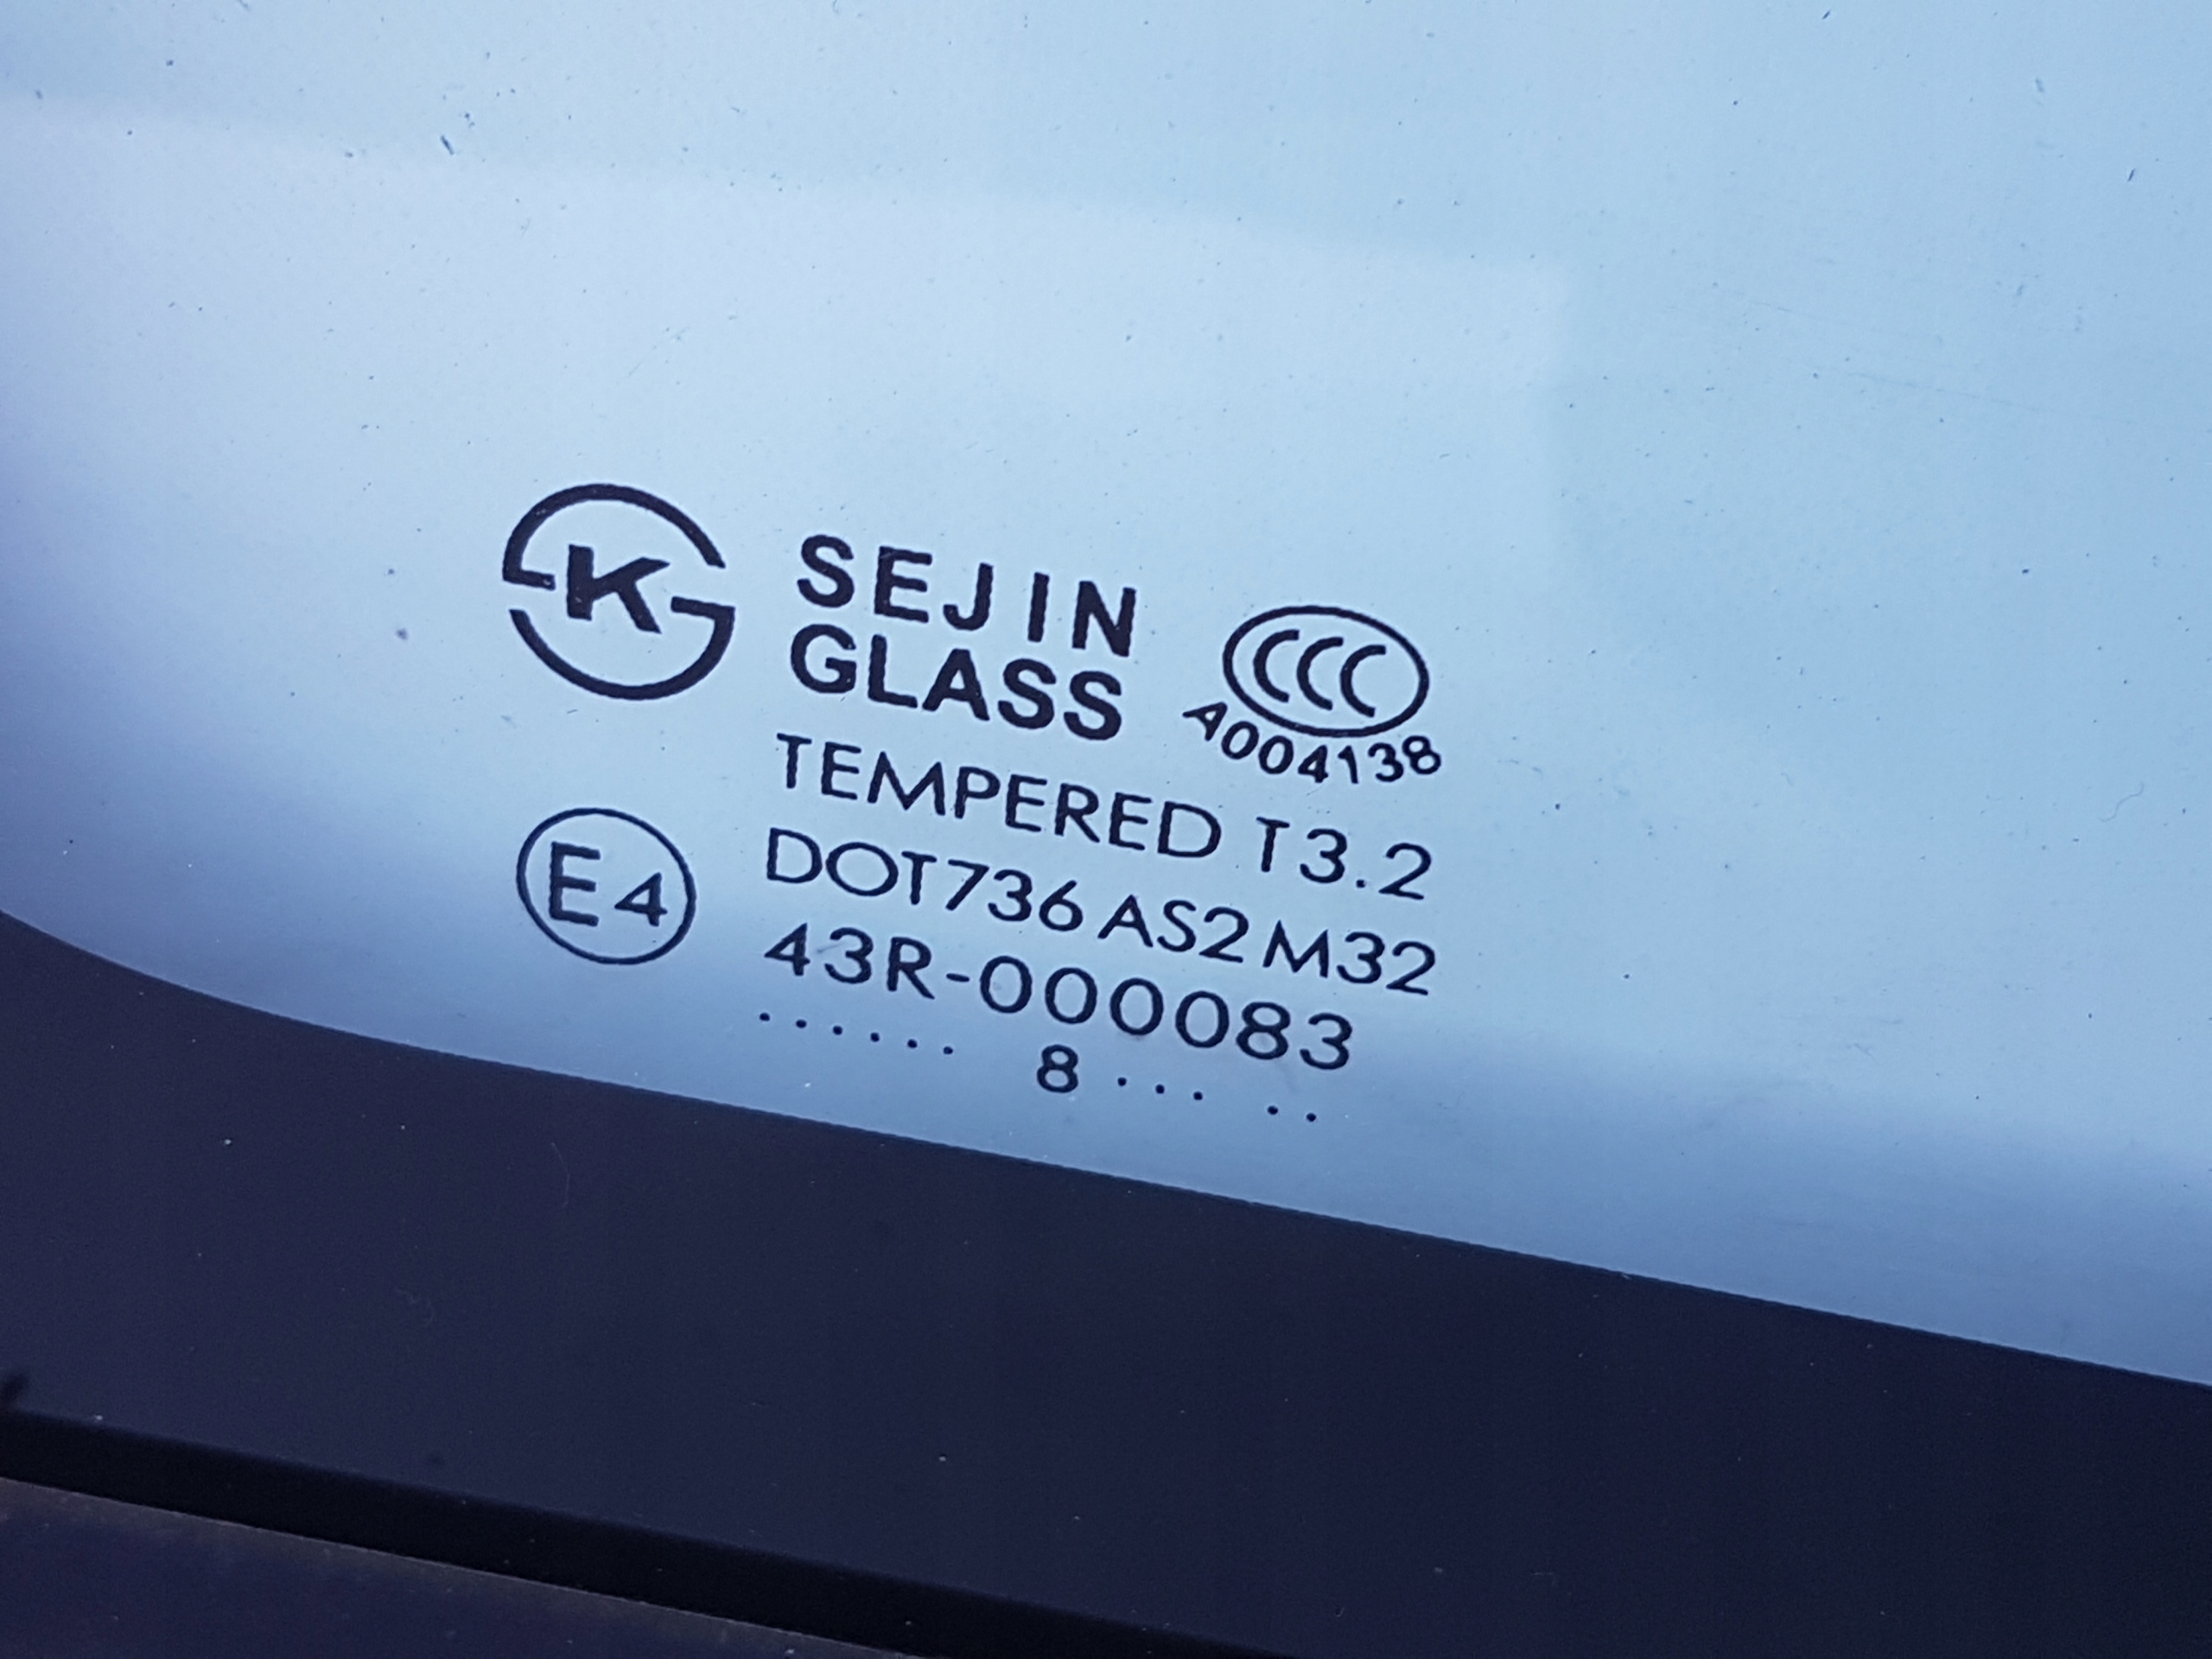 K
SEJIN
GLASS
CCC
A004138
TEMPERED T3.2
E4
DOT736 AS2 M32
43R-000083
...... 8 ... ..